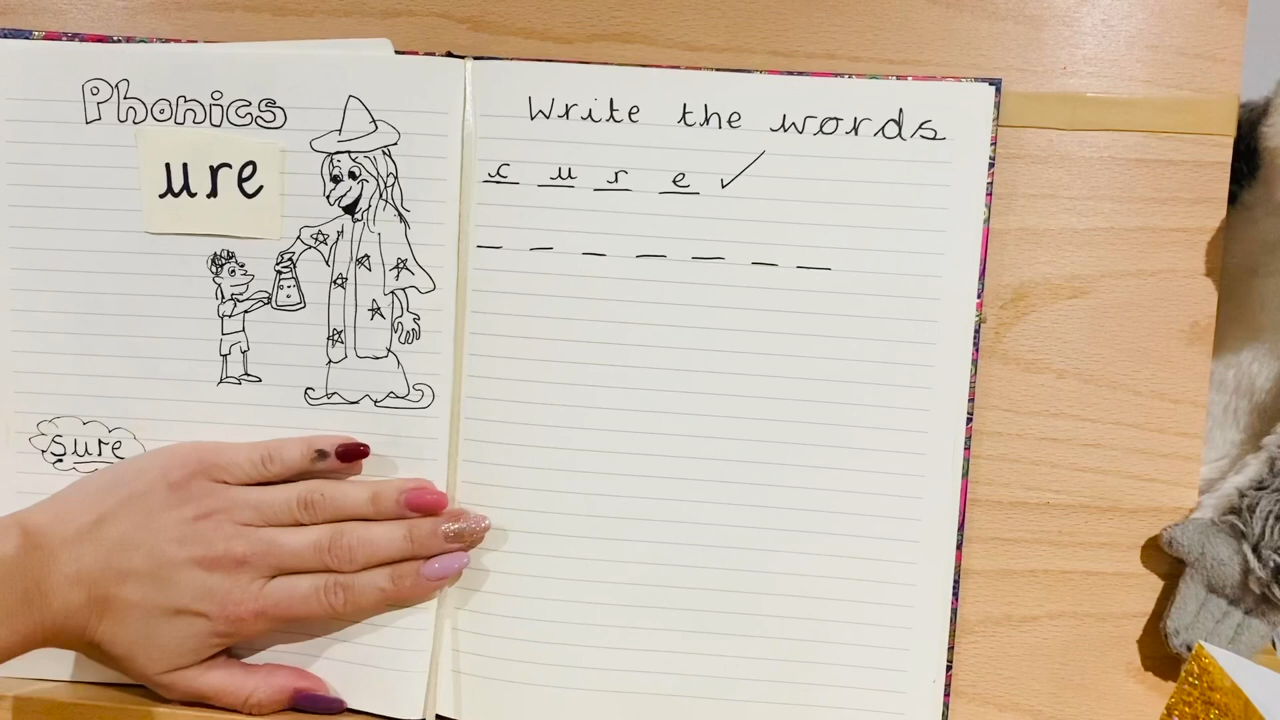 Phonics
ure
sure
Write the words
c u r e ✓
_ _ _ _ _ _ _